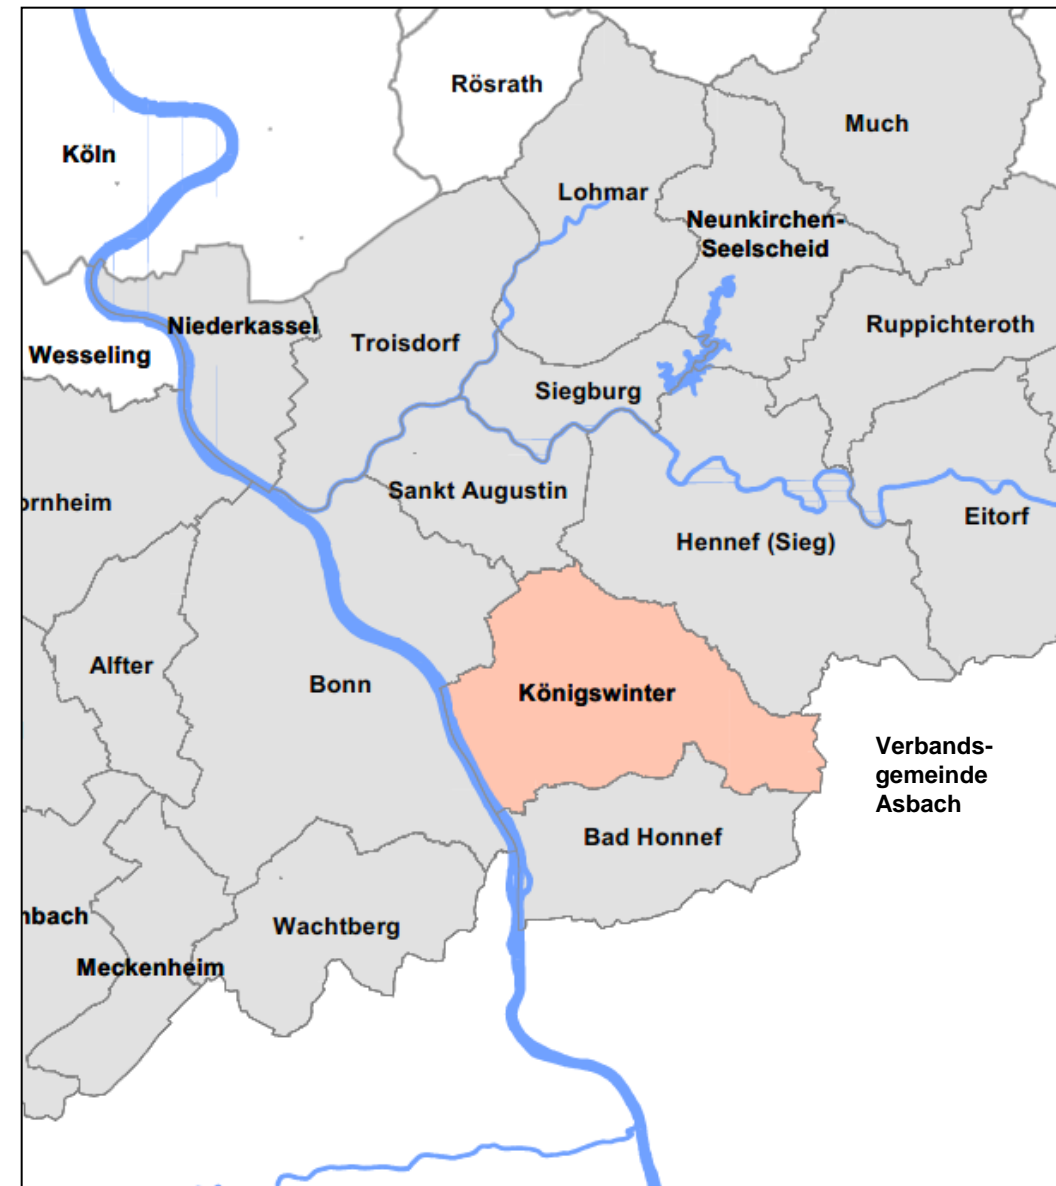 Rösrath
Much
Köln
Lohmar
Neunkirchen-
Seelscheid
Niederkassel
Ruppichteroth
Troisdorf
Wesseling
Siegburg
Sankt Augustin
ornheim
Eitorf
Hennef (Sieg)
Alfter
Bonn
Königswinter
Verbands-
gemeinde
Asbach
Bad Honnef
nbach
Wachtberg
Meckenheim